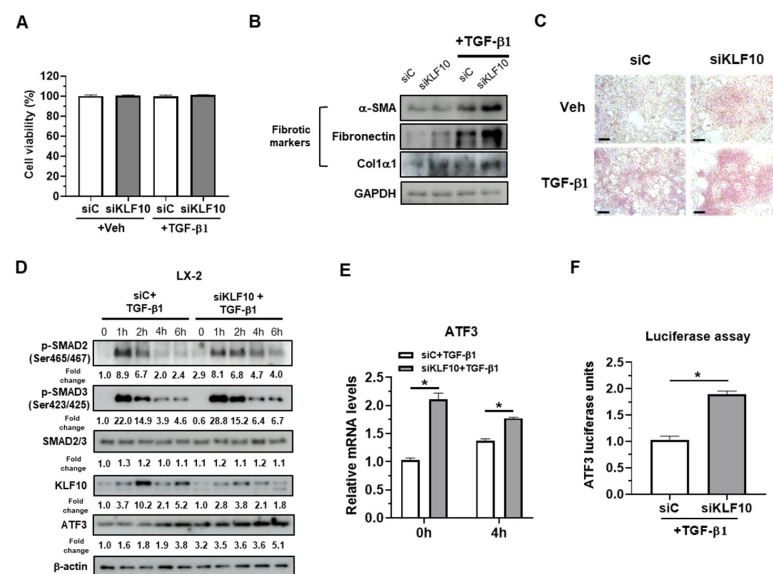 A
Cell viability (%)
120
100
80
60
40
20
0
siC siKLF10 siC siKLF10
+Veh +TGF-β1
B
+TGF-β1
siC siKLF10 siC siKLF10
Fibrotic markers
α-SMA
Fibronectin
Col1α1
GAPDH
C
siC siKLF10
Veh
TGF-β1
D
LX-2
siC+ TGF-β1 siKLF10 + TGF-β1
0 1h 2h 4h 6h 0 1h 2h 4h 6h
p-SMAD2 (Ser465/467)
Fold change 1.0 8.9 6.7 2.0 2.4 2.9 8.1 6.8 4.7 4.0
p-SMAD3 (Ser423/425)
Fold change 1.0 22.0 14.9 3.9 4.6 0.6 28.8 15.2 6.4 6.7
SMAD2/3
Fold change 1.0 1.3 1.2 1.0 1.1 1.1 1.2 1.1 1.2 1.1
KLF10
Fold change 1.0 3.7 10.2 2.1 5.2 1.0 2.8 3.8 2.1 1.8
ATF3
Fold change 1.0 1.6 1.8 1.9 3.8 3.2 3.5 3.6 3.6 5.1
β-actin
E
ATF3
siC+TGF-β1
siKLF10+TGF-β1
Relative mRNA levels
2.5
2.0
1.5
1.0
0.5
0.0
* *
0h 4h
F
Luciferase assay
ATF3 luciferase units
2.5
2.0
1.5
1.0
0.5
0.0
*
siC siKLF10
+TGF-β1